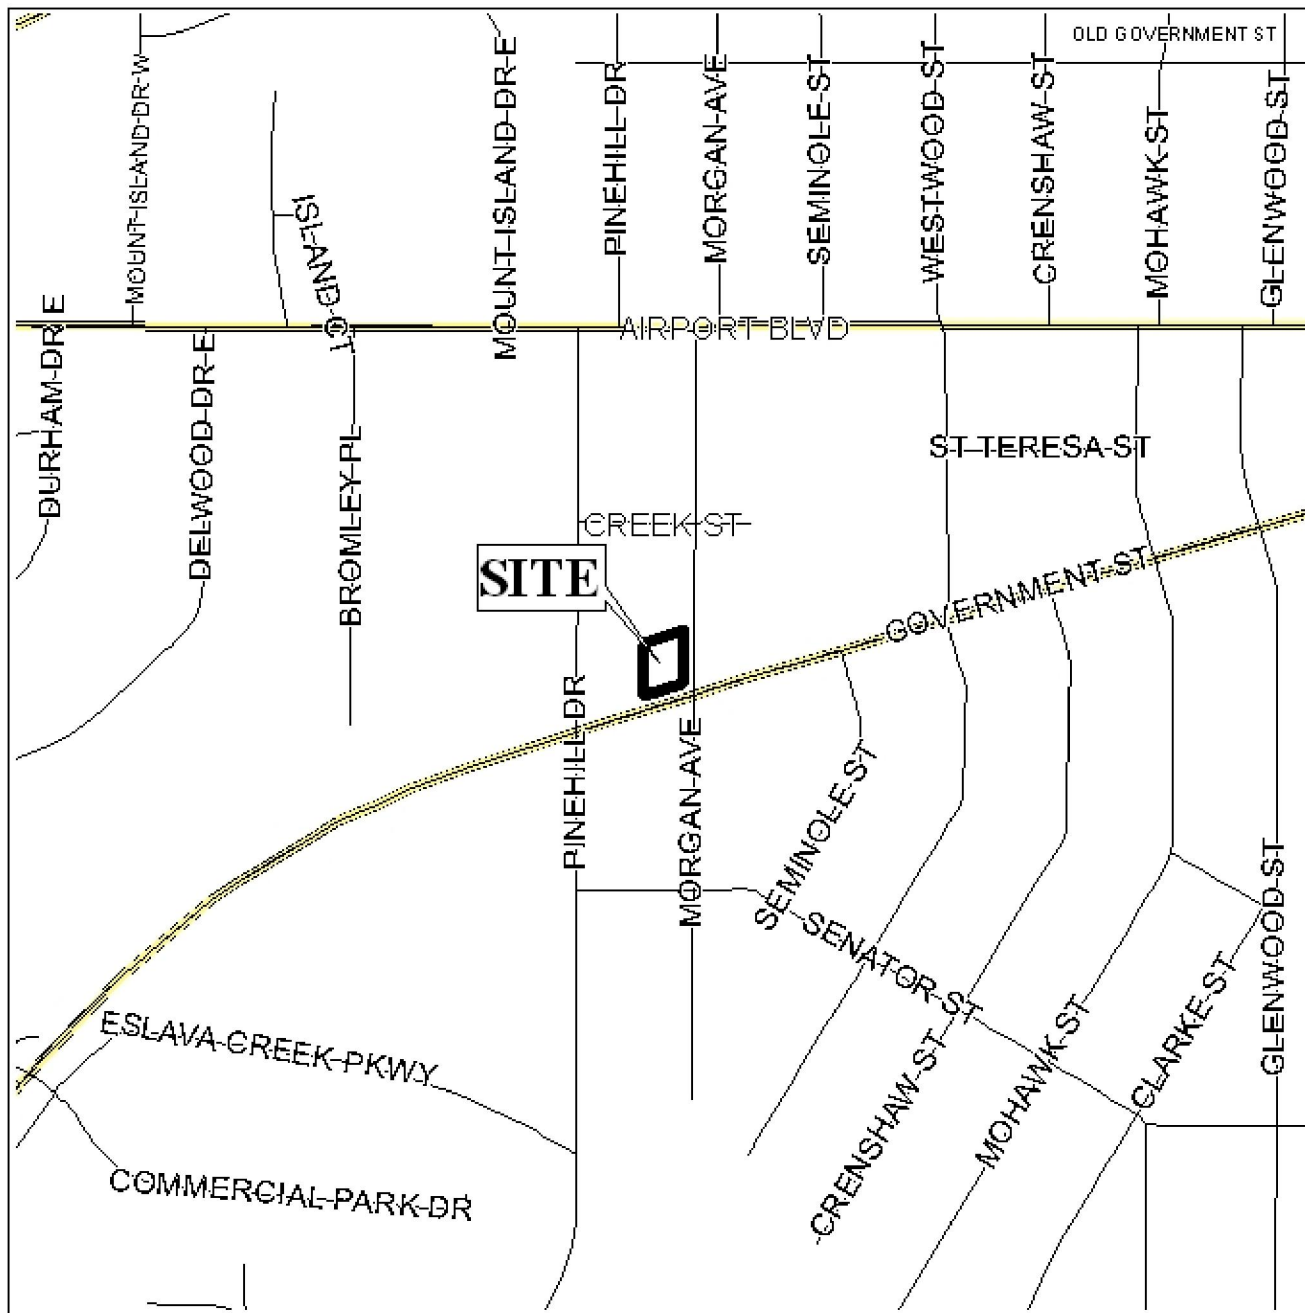 OLD GOVERNMENT ST
MOUNT-ISLAND-DR-W
ISLAND-CT
MOUNT-ISLAND-DR-E
PINEHILL-DR
MORGAN-AVE
SEMINOLE-ST
WESTWOOD-ST
CRENSHAW-ST
MOHAWK-ST
GLENWOOD-ST
AIRPORT BLVD
DURHAM-DR E
DELWOOD-DR-E
BROMLEY-PL
ST-TERESA-ST
CREEK-ST
SITE
GOVERNMENT-ST
PINEHILL-DR
MORGAN-AVE
SEMINOLE-ST
SENATOR-ST
GLENWOOD-ST
CLARKE-ST
MOHAWK-ST
CRENSHAW-ST
ESLAVA-CREEK-PKWY
COMMERCIAL-PARK-DR